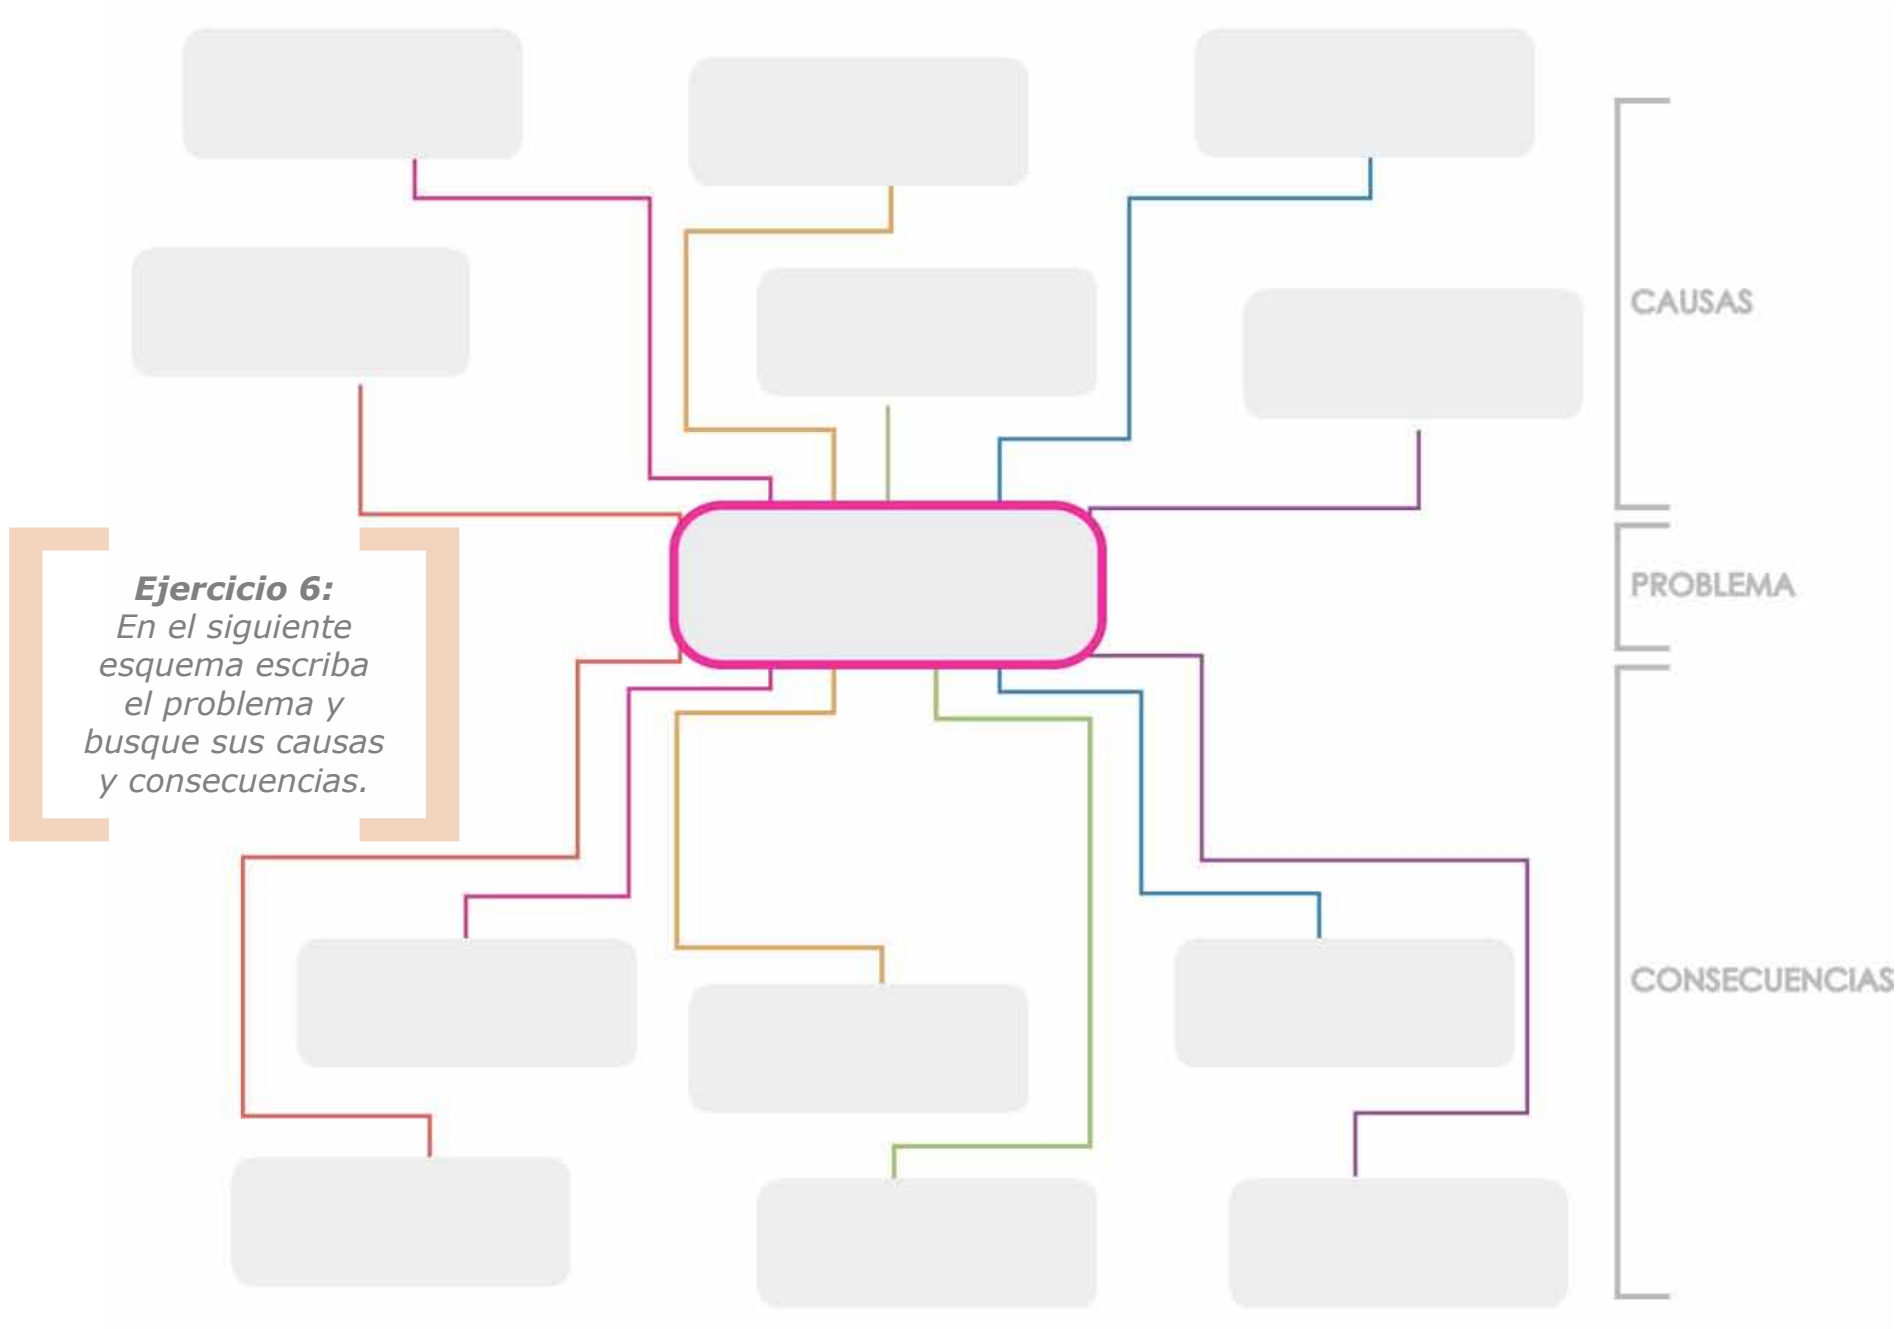 CAUSAS
Ejercicio 6:
En el siguiente
esquema escriba
el problema y
busque sus causas
y consecuencias.
PROBLEMA
CONSECUENCIAS